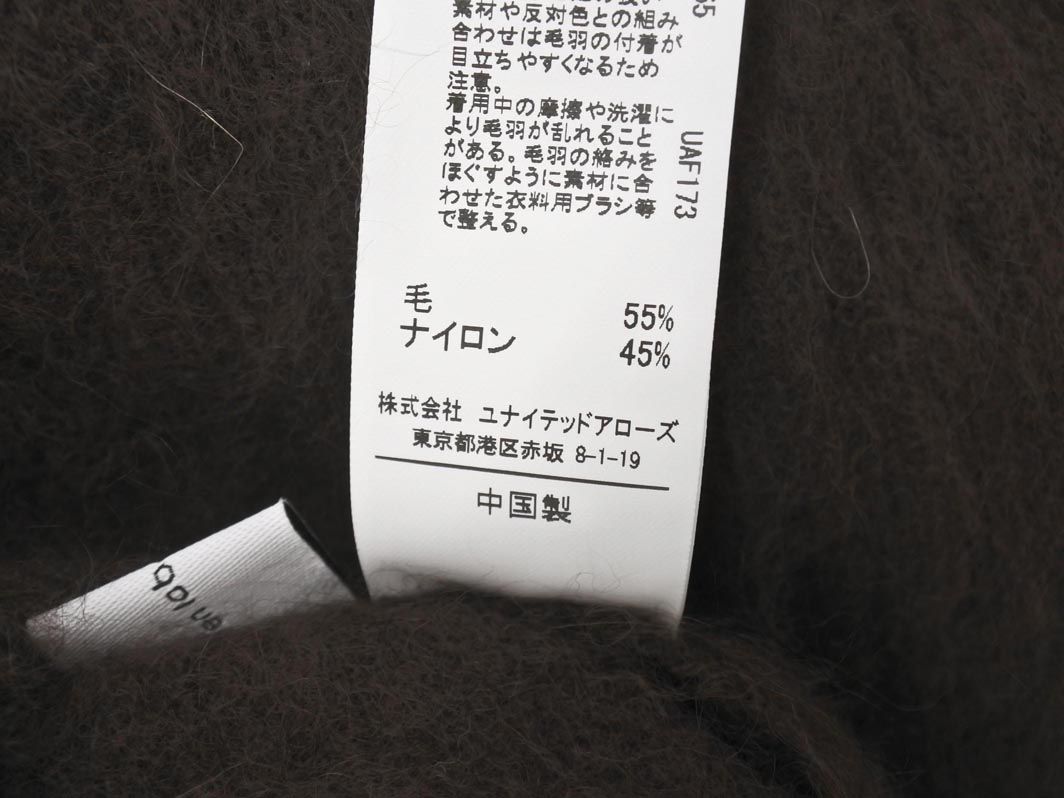 素材や反対色との組み
合わせは毛羽の付着が
目立ちやすくなるため
注意。
着用中の摩擦や洗濯に
より毛羽が乱れること
がある。毛羽の絡みを
ほぐすように素材に合
わせた衣料用ブラシ等
で整える。
UAF173
毛 55%
ナイロン 45%
株式会社 ユナイテッドアローズ
東京都港区赤坂 8-1-19
中国製